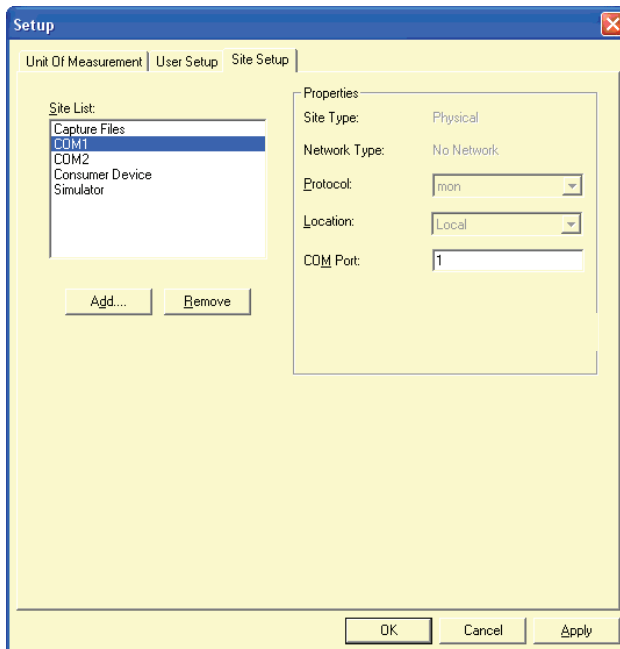 Setup
Unit Of Measurement
User Setup
Site Setup
Site List:
Capture Files
COM1
COM2
Consumer Device
Simulator
Add....
Remove
Properties
Site Type: Physical
Network Type: No Network
Protocol: mon
Location: Local
COM Port: 1
OK
Cancel
Apply